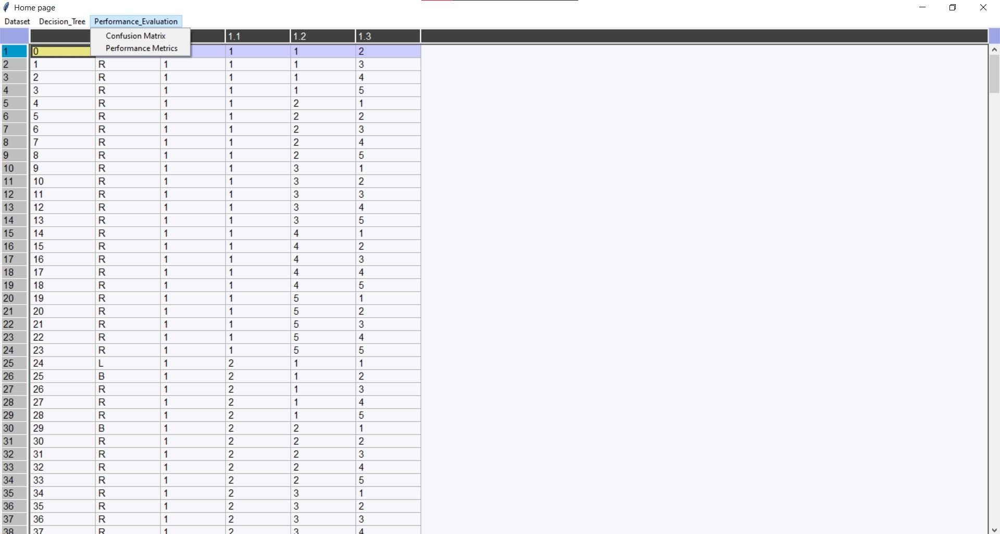 Home page
Dataset Decision_Tree Performance_Evaluation
Confusion Matrix
Performance Metrics
1.1 1.2 1.3
1 0 1 1 2
2 1 R 1 1 1 3
3 2 R 1 1 1 4
4 3 R 1 1 1 5
5 4 R 1 1 2 1
6 5 R 1 1 2 2
7 6 R 1 1 2 3
8 7 R 1 1 2 4
9 8 R 1 1 2 5
10 9 R 1 1 3 1
11 10 R 1 1 3 2
12 11 R 1 1 3 3
13 12 R 1 1 3 4
14 13 R 1 1 3 5
15 14 R 1 1 4 1
16 15 R 1 1 4 2
17 16 R 1 1 4 3
18 17 R 1 1 4 4
19 18 R 1 1 4 5
20 19 R 1 1 5 1
21 20 R 1 1 5 2
22 21 R 1 1 5 3
23 22 R 1 1 5 4
24 23 R 1 1 5 5
25 24 L 1 2 1 1
26 25 B 1 2 1 2
27 26 R 1 2 1 3
28 27 R 1 2 1 4
29 28 R 1 2 1 5
30 29 B 1 2 2 1
31 30 R 1 2 2 2
32 31 R 1 2 2 3
33 32 R 1 2 2 4
34 33 R 1 2 2 5
35 34 R 1 2 3 1
36 35 R 1 2 3 2
37 36 R 1 2 3 3
38 37 R 1 2 3 4